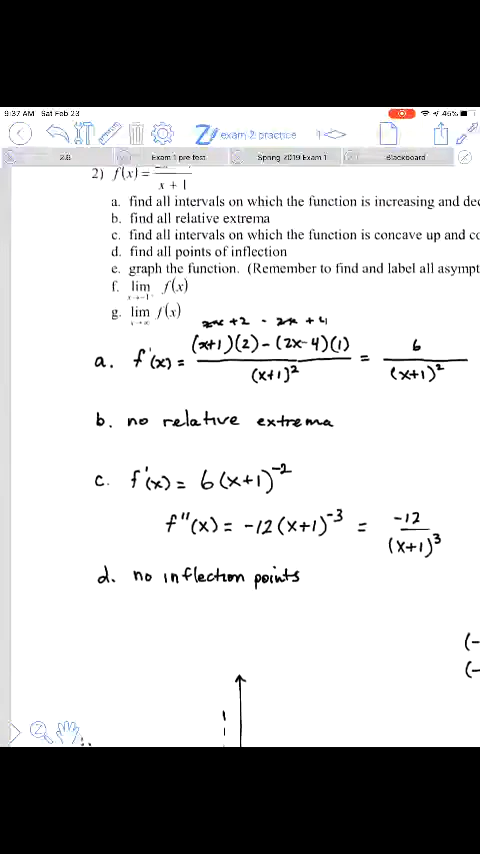 9:37 AM Sat Feb 23
46%
exam 2 practice
2.6
Exam 1 pre test
Spring 2019 Exam 1
Blackboard
2) f(x) =
x + 1
a. find all intervals on which the function is increasing and dec
b. find all relative extrema
c. find all intervals on which the function is concave up and co
d. find all points of inflection
e. graph the function. (Remember to find and label all asympt
f. lim f(x)
x→-1
g. lim f(x)
x→∞
2x + 2 - 2x + 4
a. f'(x) = (x+1)(2) - (2x-4)(1) / (x+1)² = 6 / (x+1)²
b. no relative extrema
c. f'(x) = 6(x+1)⁻²
f"(x) = -12(x+1)⁻³ = -12 / (x+1)³
d. no inflection points
(-
(-